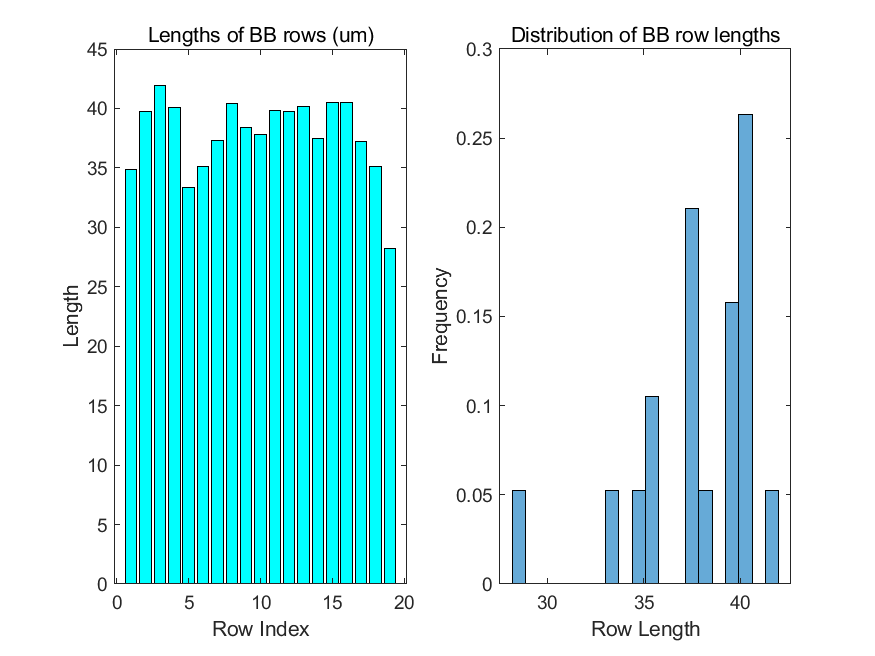 Lengths of BB rows (um)
45
40
35
30
25
20
15
10
5
0
Length
0 5 10 15 20
Row Index
Distribution of BB row lengths
0.3
0.25
0.2
0.15
0.1
0.05
0
Frequency
30 35 40
Row Length